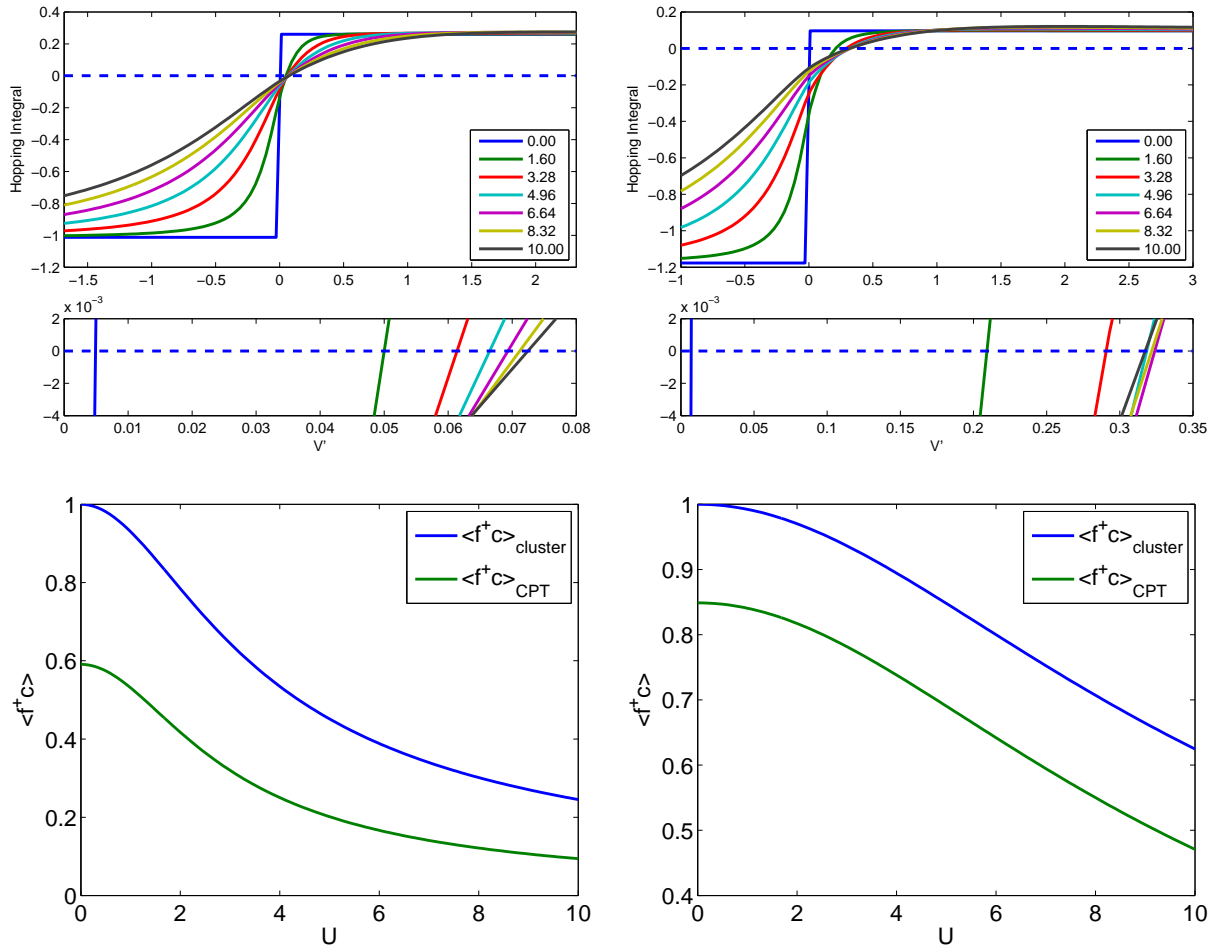 0.4
0.2
0
−0.2
−0.4
−0.6
−0.8
−1
−1.2
Hopping Integral
−1.5 −1 −0.5 0 0.5 1 1.5 2
0.00
1.60
3.28
4.96
6.64
8.32
10.00
x 10⁻³
2
0
−2
−4
0 0.01 0.02 0.03 0.04 0.05 0.06 0.07 0.08
V'
0.2
0
−0.2
−0.4
−0.6
−0.8
−1
−1.2
Hopping Integral
−1 −0.5 0 0.5 1 1.5 2 2.5 3
0.00
1.60
3.28
4.96
6.64
8.32
10.00
x 10⁻³
2
0
−2
−4
0 0.05 0.1 0.15 0.2 0.25 0.3 0.35
V'
1
0.8
0.6
0.4
0.2
0
<f⁺c>
<f⁺c>cluster
<f⁺c>CPT
0 2 4 6 8 10
U
1
0.9
0.8
0.7
0.6
0.5
0.4
<f⁺c>
<f⁺c>cluster
<f⁺c>CPT
0 2 4 6 8 10
U